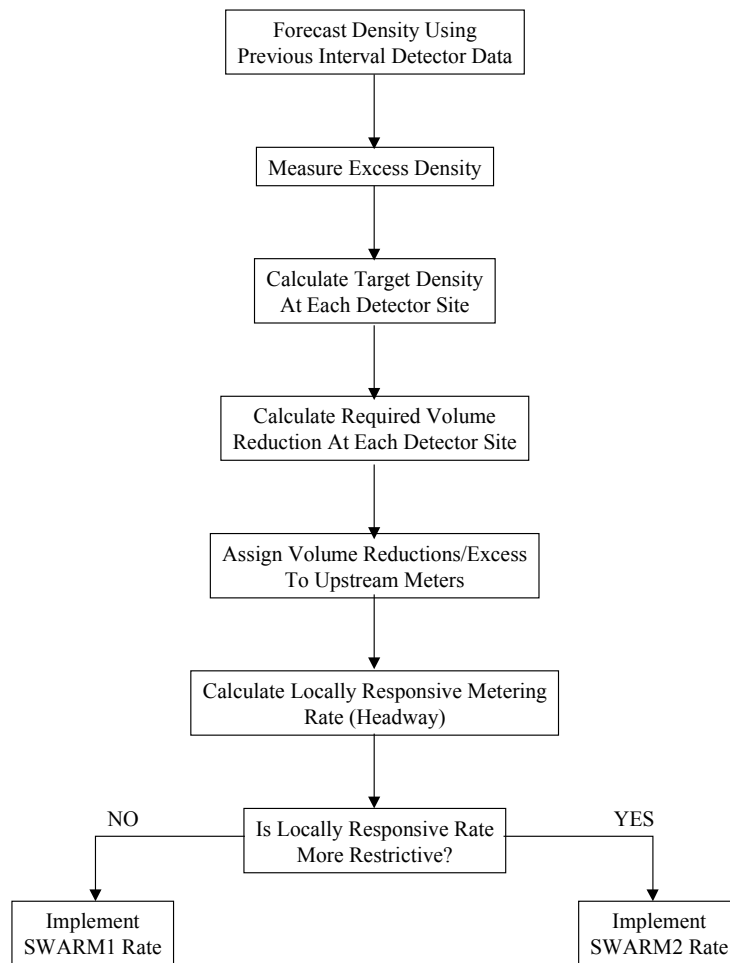 Forecast Density Using
Previous Interval Detector Data
Measure Excess Density
Calculate Target Density
At Each Detector Site
Calculate Required Volume
Reduction At Each Detector Site
Assign Volume Reductions/Excess
To Upstream Meters
Calculate Locally Responsive Metering
Rate (Headway)
NO
Is Locally Responsive Rate
More Restrictive?
YES
Implement
SWARM1 Rate
Implement
SWARM2 Rate